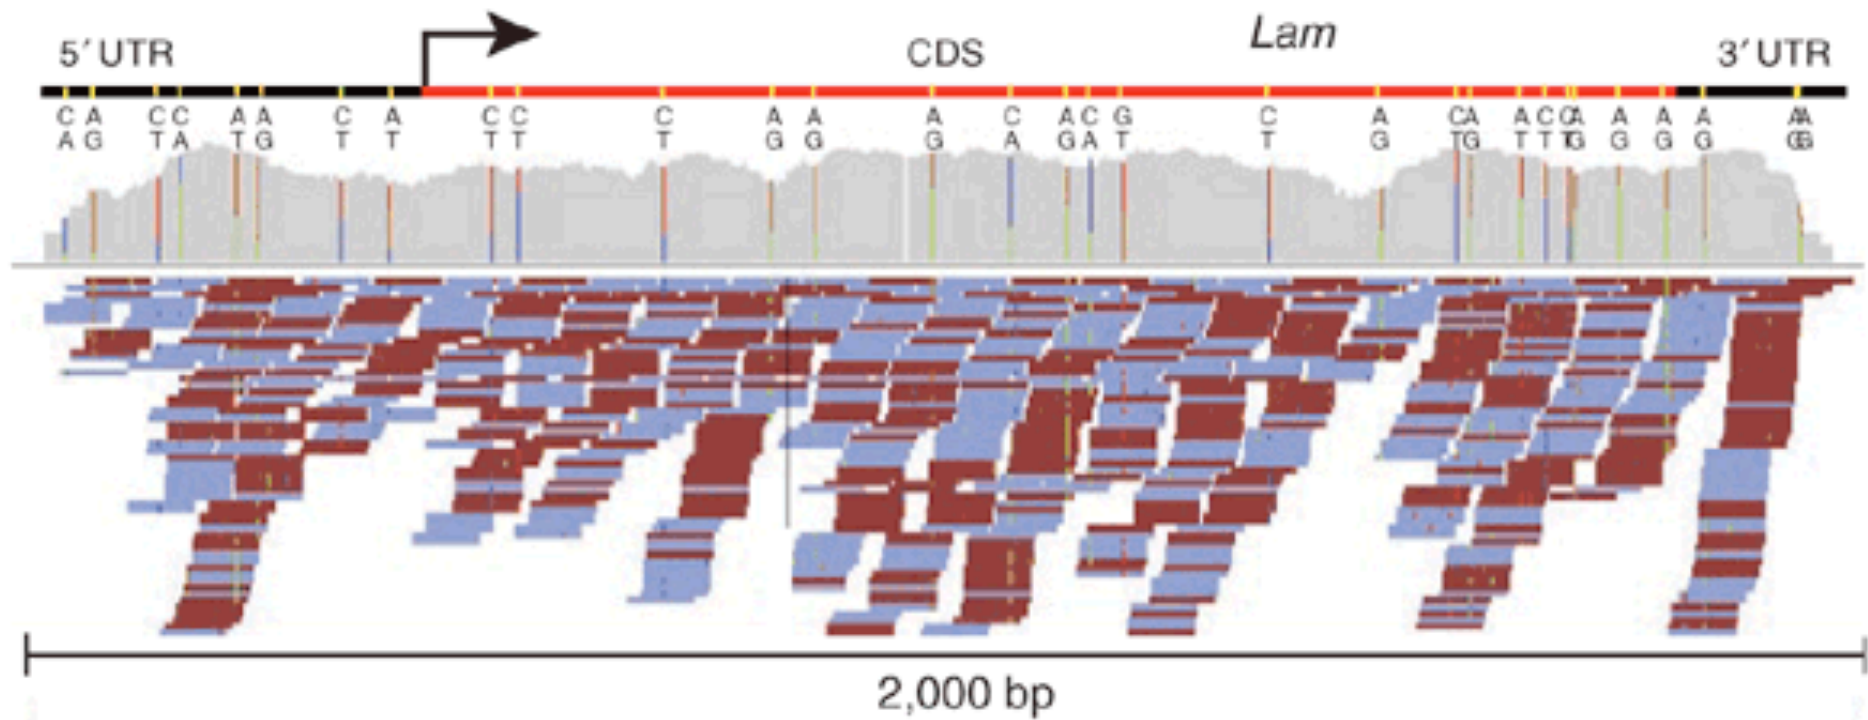 Lam
5′ UTR CDS 3′ UTR
C A C C A A C A C C C A A A C A C G C A C A A C C A A A A A A
A G T A T G T T T T T G G G A G A T T G T G T T T G G G G G G
2,000 bp